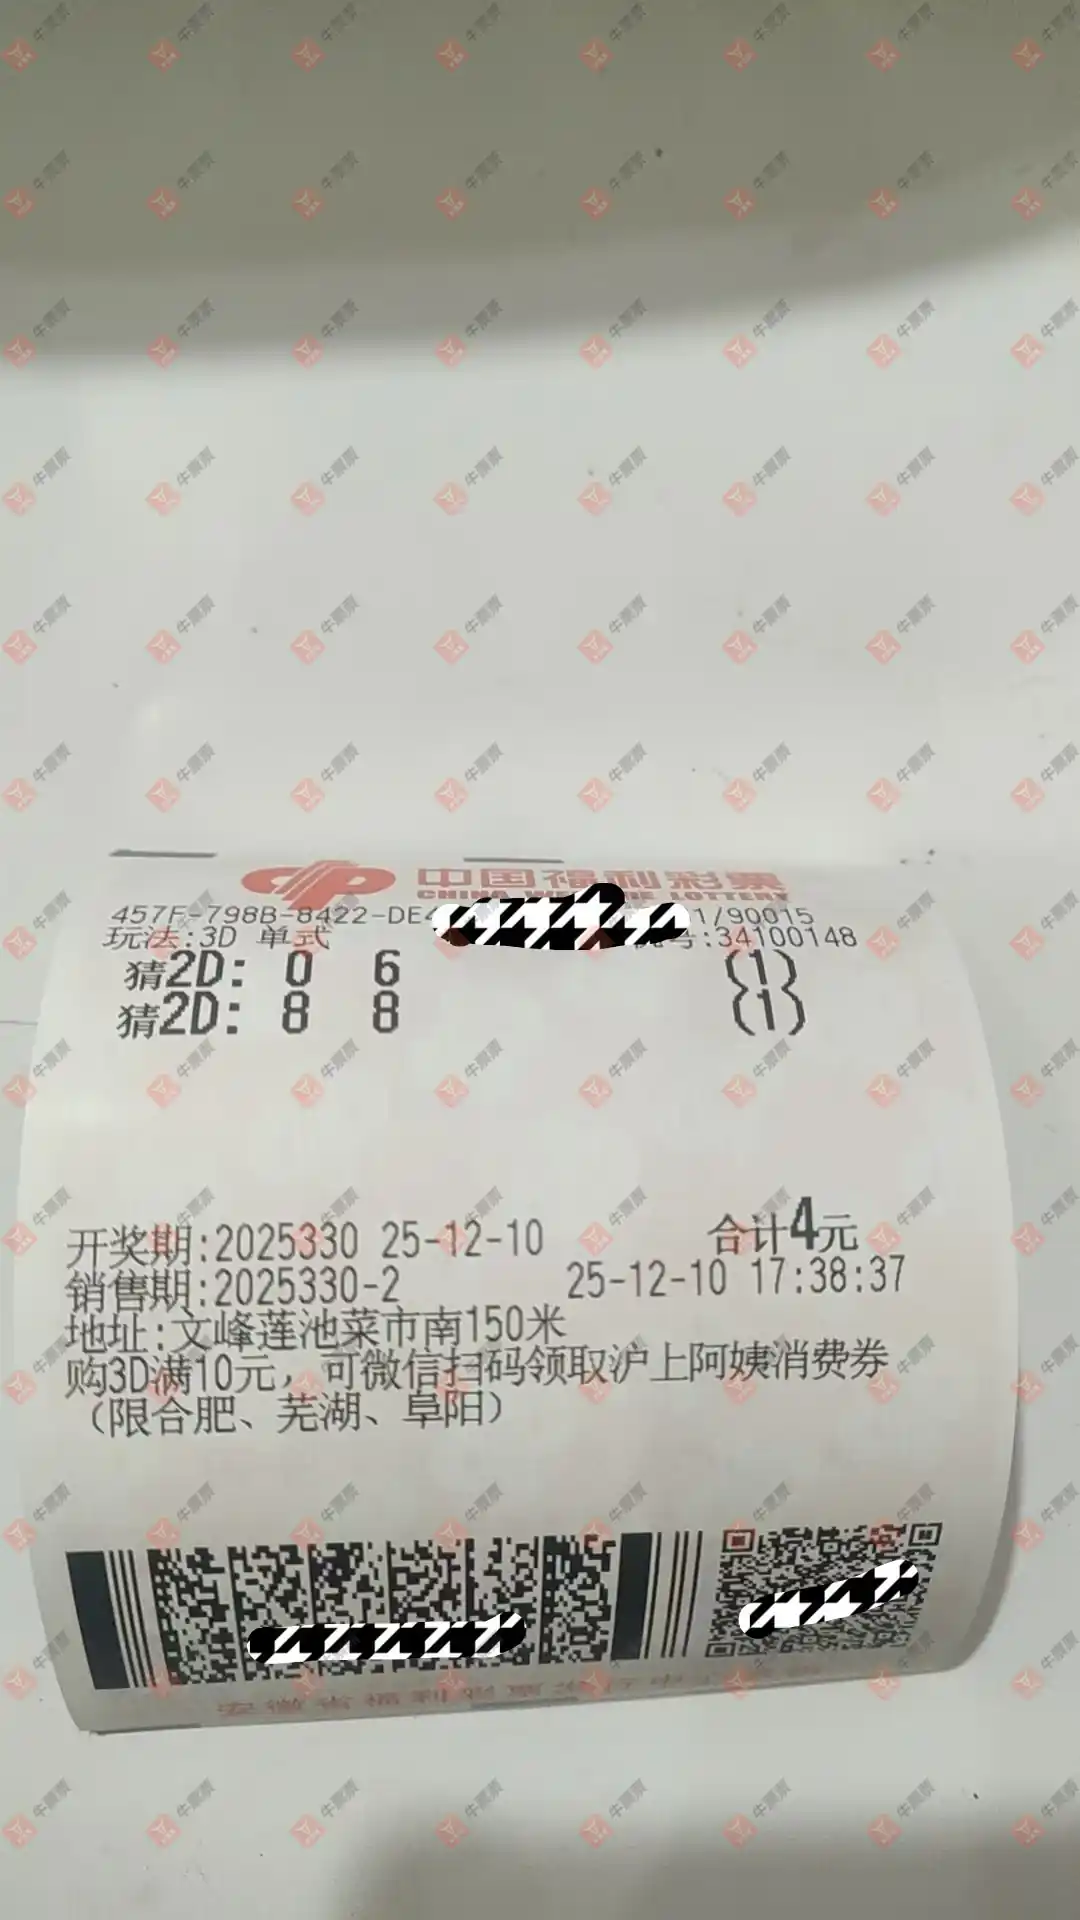 中国福利彩票
CHINA WELFARE LOTTERY
457F-798B-8422-DE 1/90015
玩法:3D 单式 号:34100148
猜2D: 0 6 (1)
猜2D: 8 8 (1)
开奖期:2025330 25-12-10 合计4元
销售期:2025330-2 25-12-10 17:38:37
地址:文峰莲池菜市南150米
购3D满10元，可微信扫码领取沪上阿姨消费券
（限合肥、芜湖、阜阳）
牛票票